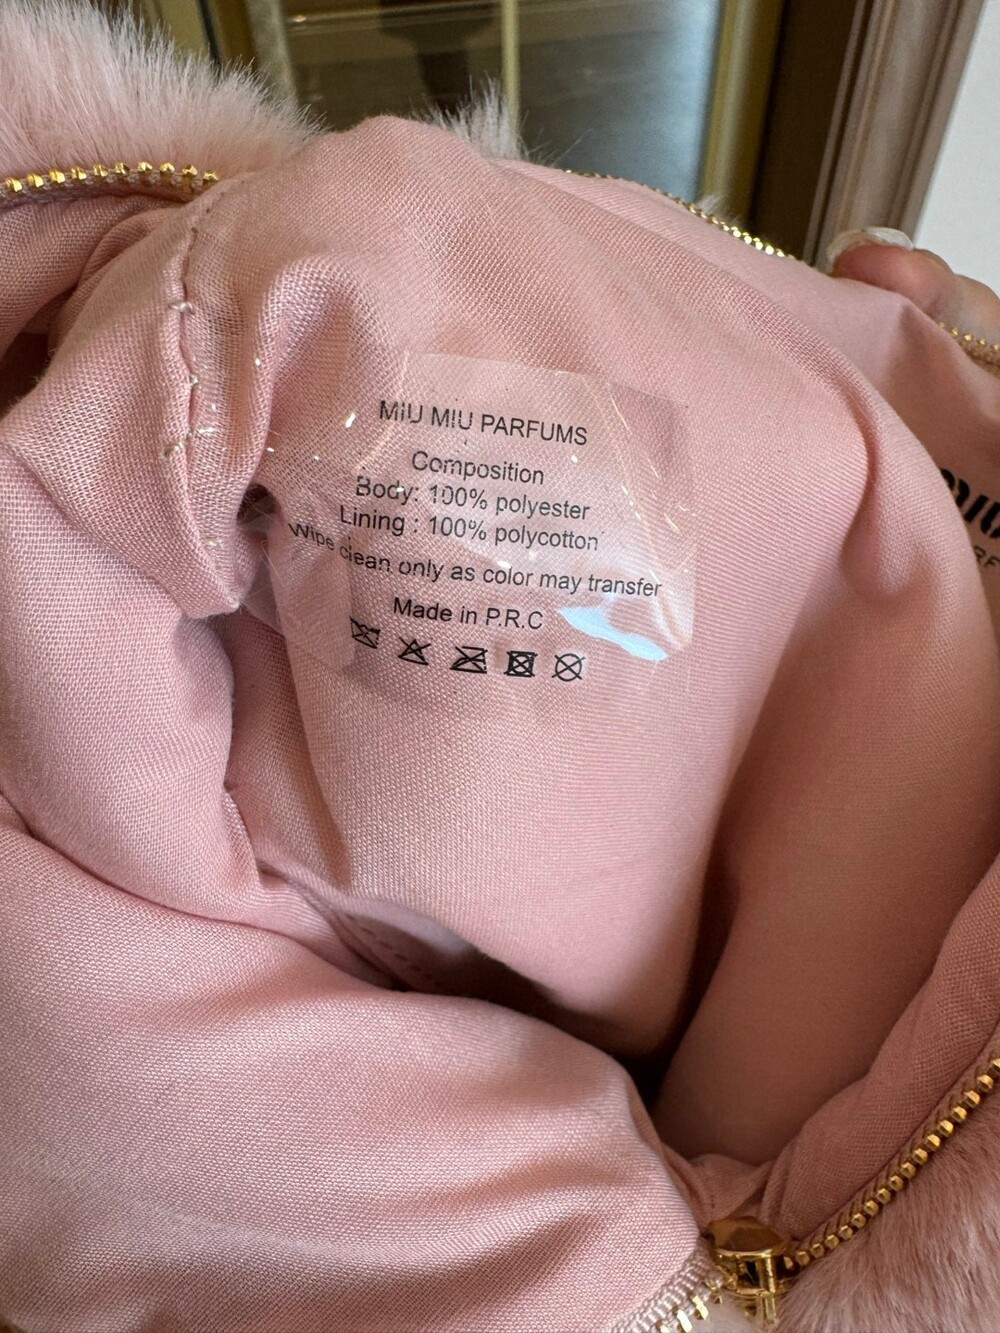 MIU MIU PARFUMS
Composition
Body: 100% polyester
Lining : 100% polycotton
Wipe clean only as color may transfer
Made in P.R.C